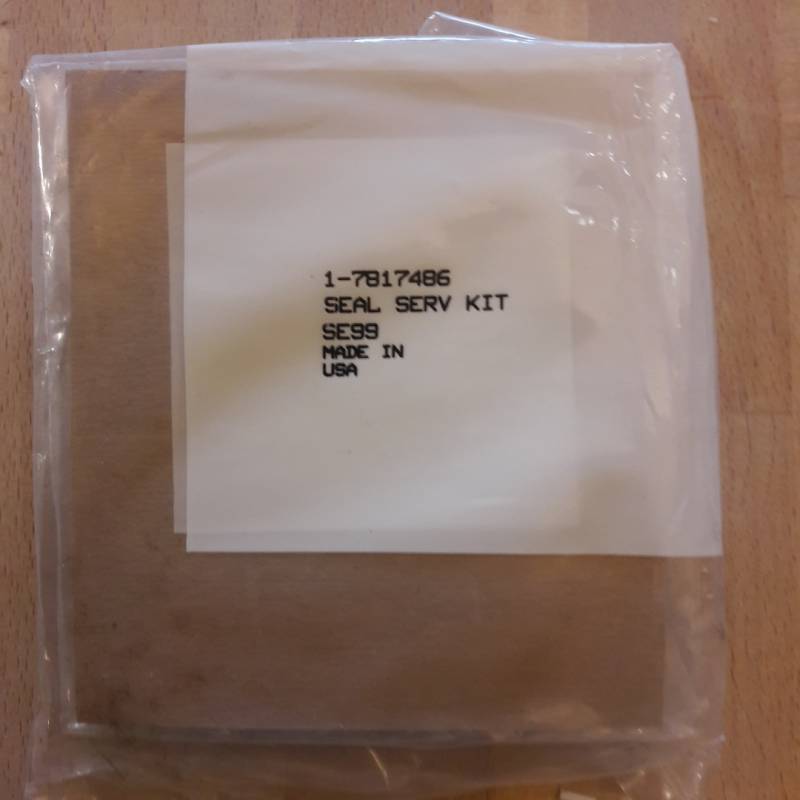 1-7817486
SEAL SERV KIT
SE99
MADE IN
USA